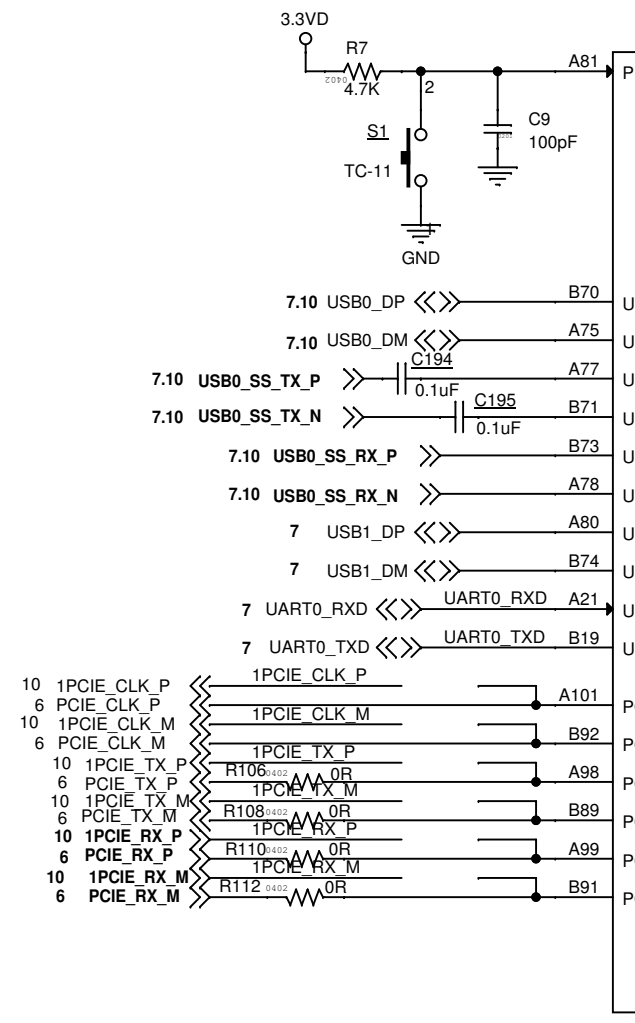 3.3VD
R7
0402
4.7K
A81
P
2
S1
TC-11
C9
100pF
0201
GND
7.10 USB0_DP B70 U
7.10 USB0_DM A75 U
C194
7.10 USB0_SS_TX_P A77 U
0.1uF
C195
7.10 USB0_SS_TX_N B71 U
0.1uF
7.10 USB0_SS_RX_P B73 U
7.10 USB0_SS_RX_N A78 U
7 USB1_DP A80 U
7 USB1_DM B74 U
7 UART0_RXD UART0_RXD A21 U
7 UART0_TXD UART0_TXD B19 U
10 1PCIE_CLK_P 1PCIE_CLK_P
6 PCIE_CLK_P A101 P
10 1PCIE_CLK_M 1PCIE_CLK_M
6 PCIE_CLK_M B92 P
10 1PCIE_TX_P 1PCIE_TX_P
6 PCIE_TX_P R106 0402 0R A98 P
10 1PCIE_TX_M 1PCIE_TX_M
6 PCIE_TX_M R108 0402 0R B89 P
10 1PCIE_RX_P 1PCIE_RX_P
6 PCIE_RX_P R110 0402 0R A99 P
10 1PCIE_RX_M 1PCIE_RX_M
6 PCIE_RX_M R112 0402 0R B91 P